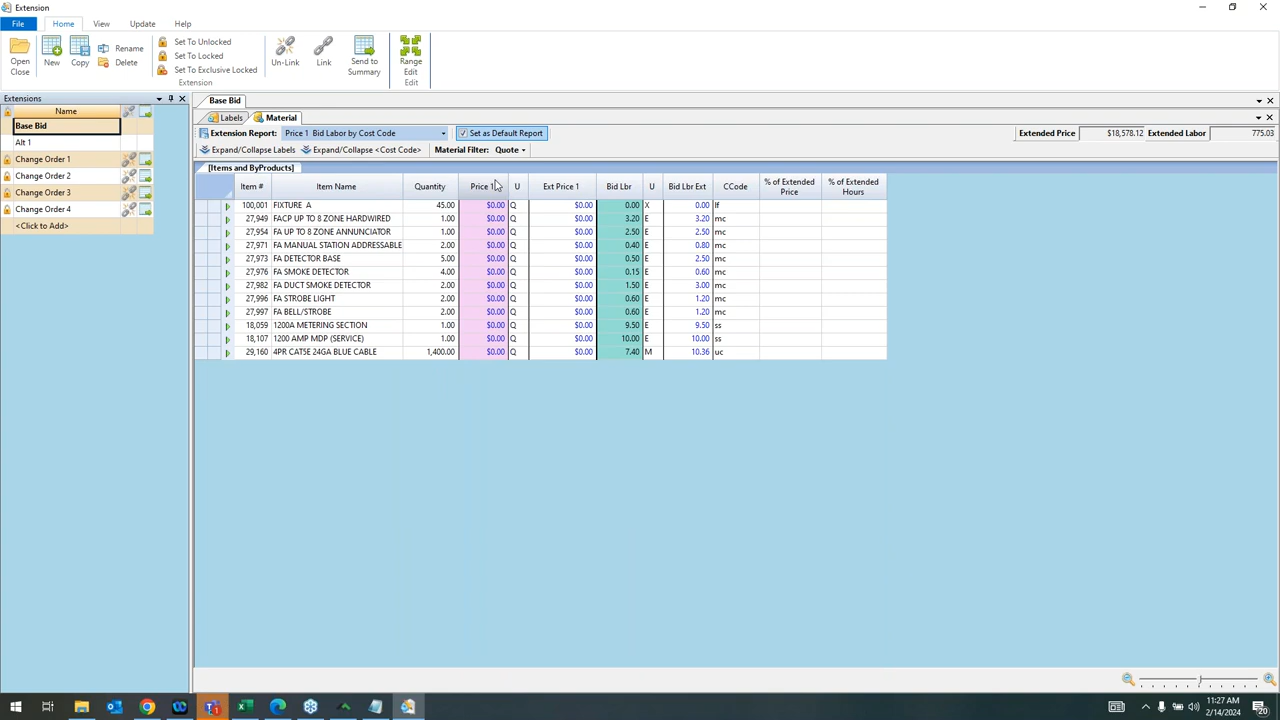 Extension
File Home View Update Help
Open Close
New
Copy
Rename
Delete
Set To Unlocked
Set To Locked
Set To Exclusive Locked
Extension
Un-Link
Link
Send to Summary
Range Edit
Edit
Extensions
Name
Base Bid
Alt 1
Change Order 1
Change Order 2
Change Order 3
Change Order 4
<Click to Add>
Base Bid
Labels Material
Extension Report: Price 1 Bid Labor by Cost Code Set as Default Report Extended Price $18,578.12 Extended Labor 775.03
Expand/Collapse Labels Expand/Collapse <Cost Code> Material Filter: Quote
[Items and ByProducts]
Item # Item Name Quantity Price 1 U Ext Price 1 Bid Lbr U Bid Lbr Ext CCode % of Extended Price % of Extended Hours
100,001 FIXTURE A 45.00 $0.00 Q $0.00 0.00 X 0.00 lf
27,949 FACP UP TO 8 ZONE HARDWIRED 1.00 $0.00 Q $0.00 3.20 E 3.20 mc
27,954 FA UP TO 8 ZONE ANNUNCIATOR 1.00 $0.00 Q $0.00 2.50 E 2.50 mc
27,971 FA MANUAL STATION ADDRESSABLE 2.00 $0.00 Q $0.00 0.40 E 0.80 mc
27,973 FA DETECTOR BASE 5.00 $0.00 Q $0.00 0.50 E 2.50 mc
27,976 FA SMOKE DETECTOR 4.00 $0.00 Q $0.00 0.15 E 0.60 mc
27,982 FA DUCT SMOKE DETECTOR 2.00 $0.00 Q $0.00 1.50 E 3.00 mc
27,996 FA STROBE LIGHT 2.00 $0.00 Q $0.00 0.60 E 1.20 mc
27,997 FA BELL/STROBE 2.00 $0.00 Q $0.00 0.60 E 1.20 mc
18,059 1200A METERING SECTION 1.00 $0.00 Q $0.00 9.50 E 9.50 ss
18,107 1200 AMP MDP (SERVICE) 1.00 $0.00 Q $0.00 10.00 E 10.00 ss
29,160 4PR CAT5E 24GA BLUE CABLE 1,400.00 $0.00 Q $0.00 7.40 M 10.36 uc
11:27 AM
2/14/2024
20